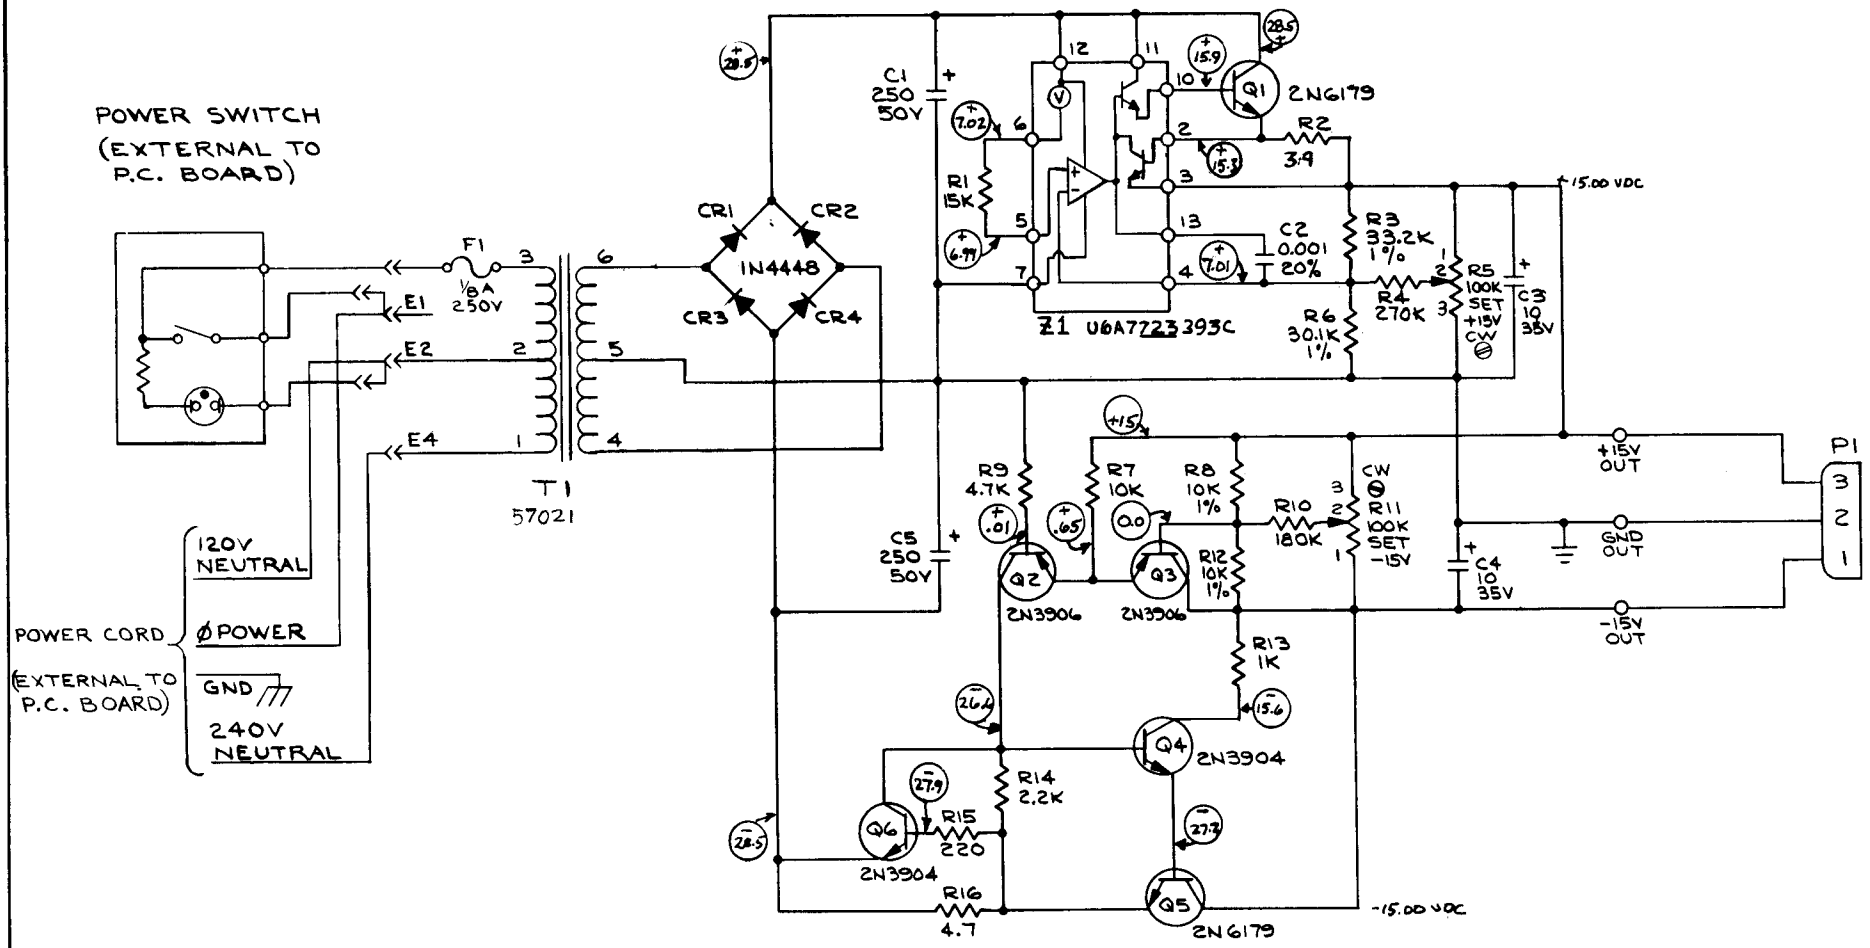 POWER SWITCH
(EXTERNAL TO
P.C. BOARD)
F1
1/8 A
250V
E1
E2
E4
3
2
1
6
5
4
T1
57021
CR1
CR2
1N4448
CR3
CR4
+
28.5
C1
250
50V
+
+
7.02
R1
15K
+
6.99
12
11
10
6
2
3
5
13
7
4
V
+
-
Z1 U6A7723393C
+
15.9
+
28.5
Q1
2N6179
R2
3.9
+
15.3
+15.00 VDC
C2
0.001
20%
+
7.01
R3
33.2K
1%
R4
270K
1
2
3
R5
100K
SET
+15V
CW
+
C3
10
35V
R6
30.1K
1%
+15
R9
4.7K
R7
10K
R8
10K
1%
R10
180K
CW
3
2
1
R11
100K
SET
-15V
+
.01
+
.65
0.0
C5
250
50V
+
Q2
2N3906
Q3
2N3906
R12
10K
1%
+
C4
10
35V
+15V
OUT
GND
OUT
-15V
OUT
P1
3
2
1
POWER CORD
(EXTERNAL TO
P.C. BOARD)
120V
NEUTRAL
Ø POWER
GND
240V
NEUTRAL
R13
1K
-
15.6
-
Q4
2N3904
R14
2.2K
-
27.9
R15
220
Q6
2N3904
-
28.5
-
27.2
R16
4.7
Q5
2N6179
-15.00 VDC